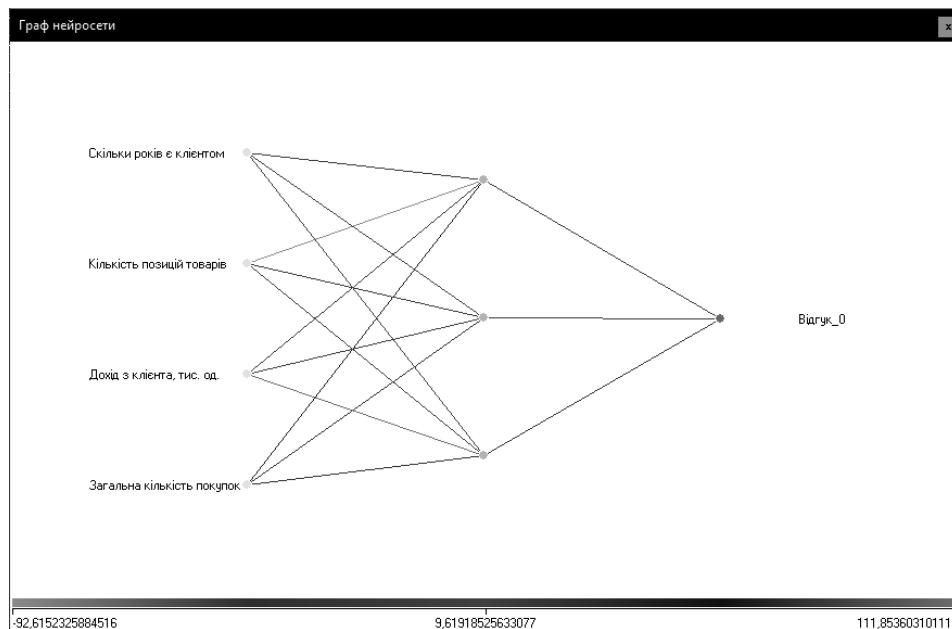 Граф нейросети
x
Скільки років є клієнтом
Кількість позицій товарів
Дохід з клієнта, тис. од.
Загальна кількість покупок
Відгук_0
-92,6152325884516
9,61918525633077
111,85360310111